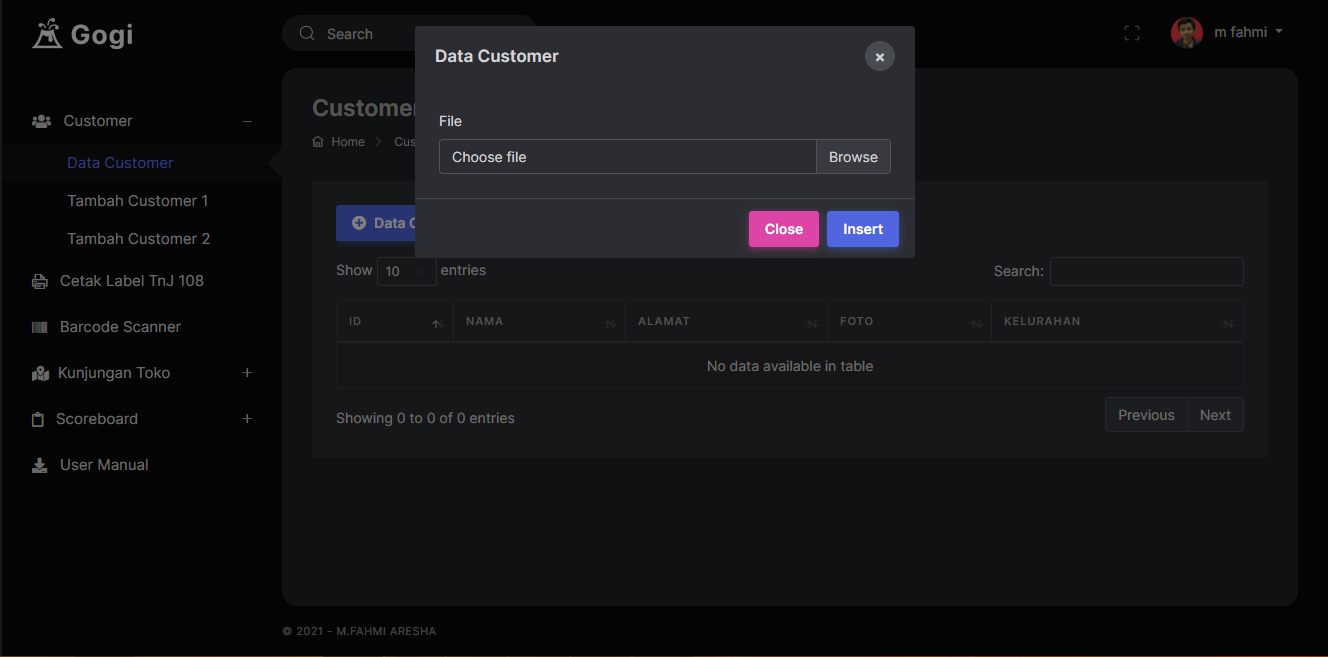 Gogi
Search
m fahmi
Data Customer
×
Customer
Data Customer
Tambah Customer 1
Tambah Customer 2
Cetak Label TnJ 108
Barcode Scanner
Kunjungan Toko
Scoreboard
User Manual
Customer
Home
Cus
File
Choose file
Browse
Data C
Close
Insert
Show 10 entries
Search:
ID NAMA ALAMAT FOTO KELURAHAN
No data available in table
Showing 0 to 0 of 0 entries
Previous
Next
© 2021 - M.FAHMI ARESHA